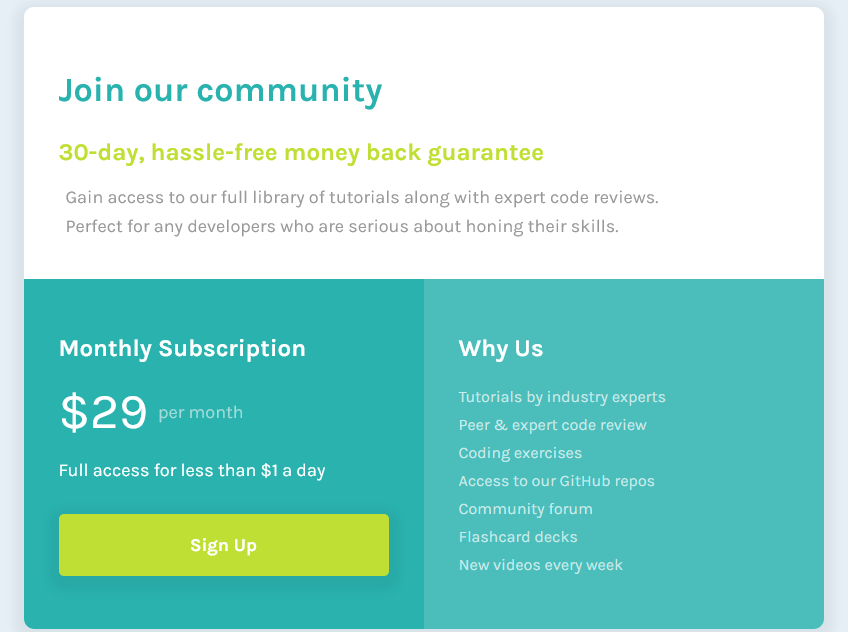 Join our community
30-day, hassle-free money back guarantee
Gain access to our full library of tutorials along with expert code reviews.
Perfect for any developers who are serious about honing their skills.
Monthly Subscription
$29 per month
Full access for less than $1 a day
Sign Up
Why Us
Tutorials by industry experts
Peer & expert code review
Coding exercises
Access to our GitHub repos
Community forum
Flashcard decks
New videos every week